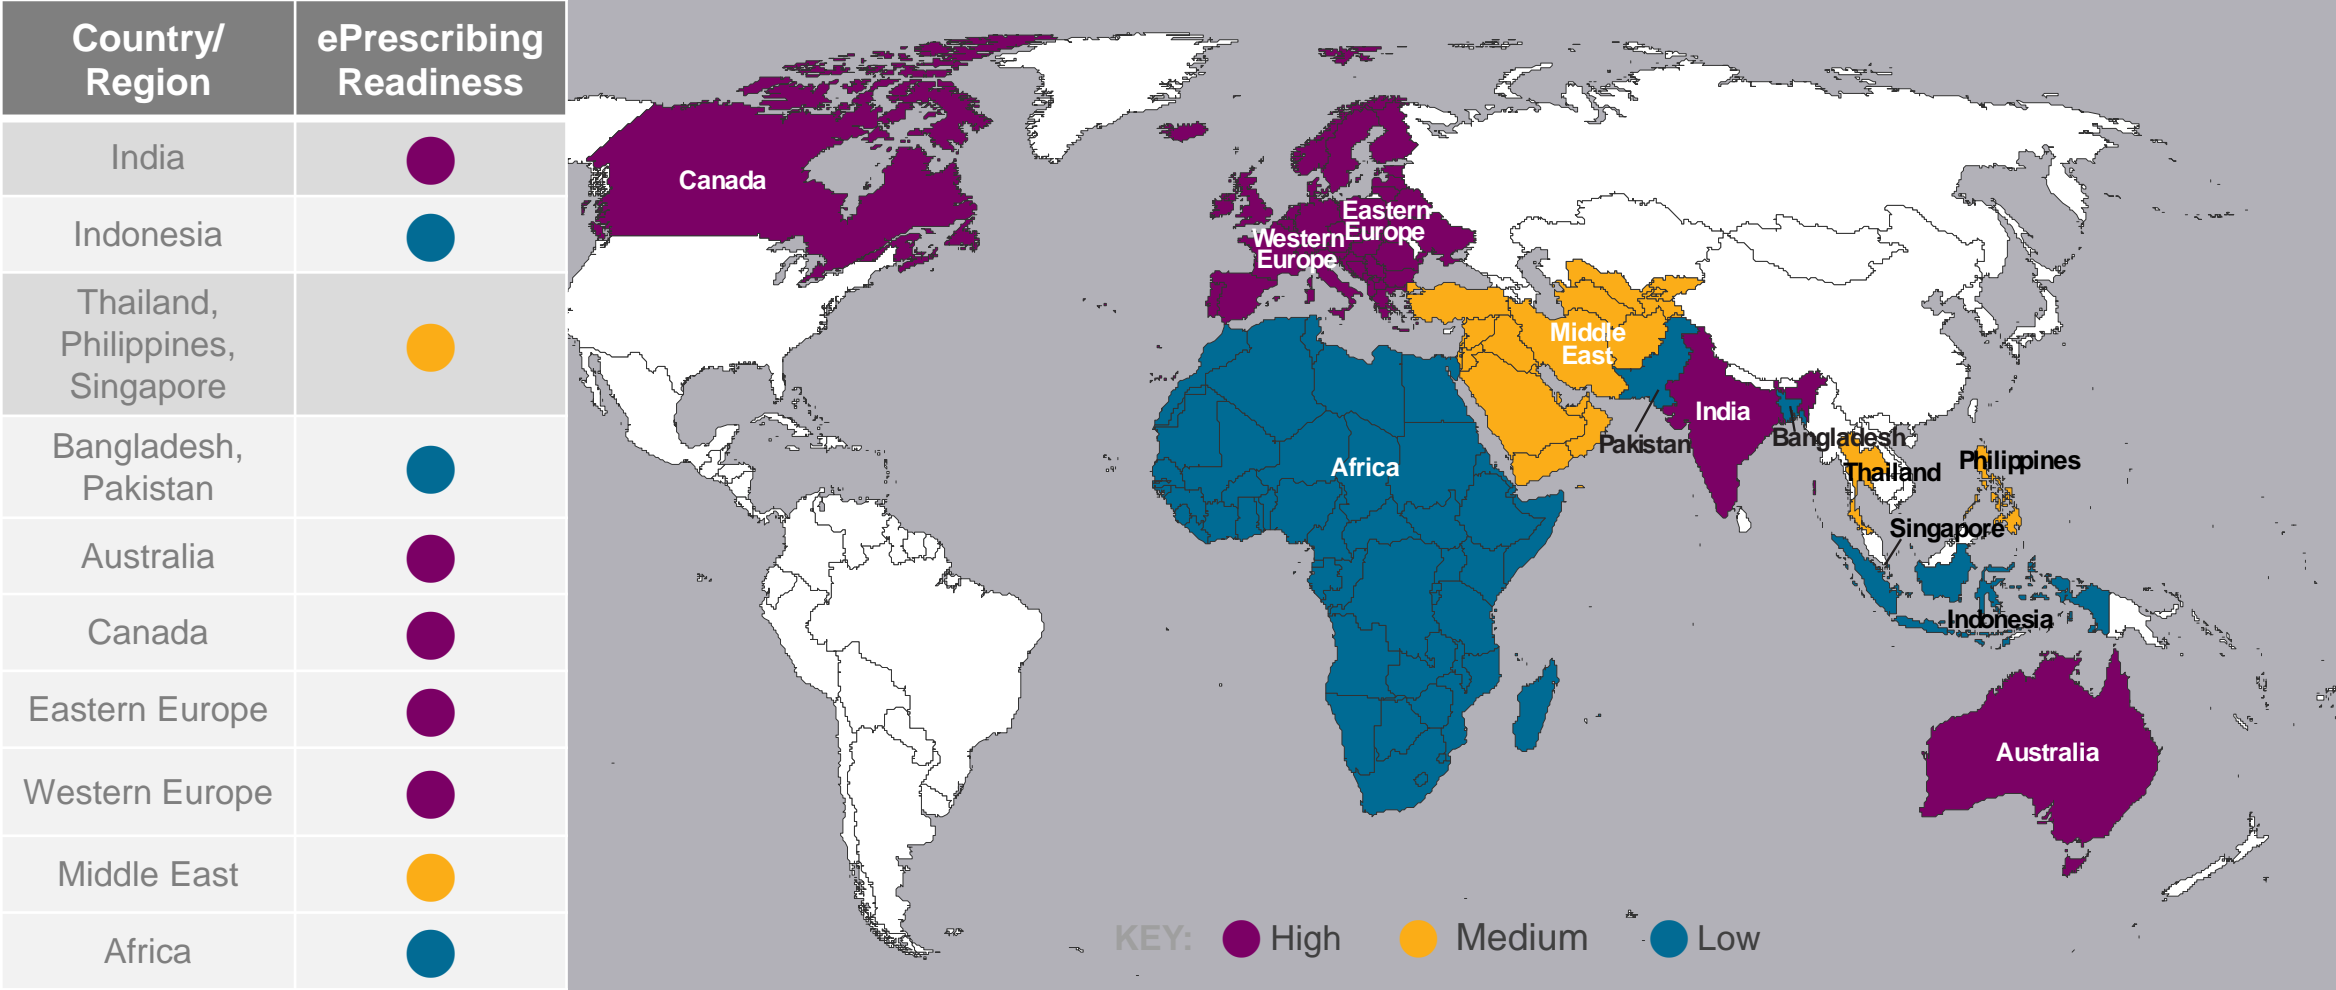 Country/
Region
ePrescribing
Readiness
India
Indonesia
Thailand,
Philippines,
Singapore
Bangladesh,
Pakistan
Australia
Canada
Eastern Europe
Western Europe
Middle East
Africa
Canada
Eastern
Europe
Western
Europe
Middle
East
India
Pakistan
Bangladesh
Africa
Thailand
Philippines
Singapore
Indonesia
Australia
KEY: High Medium Low